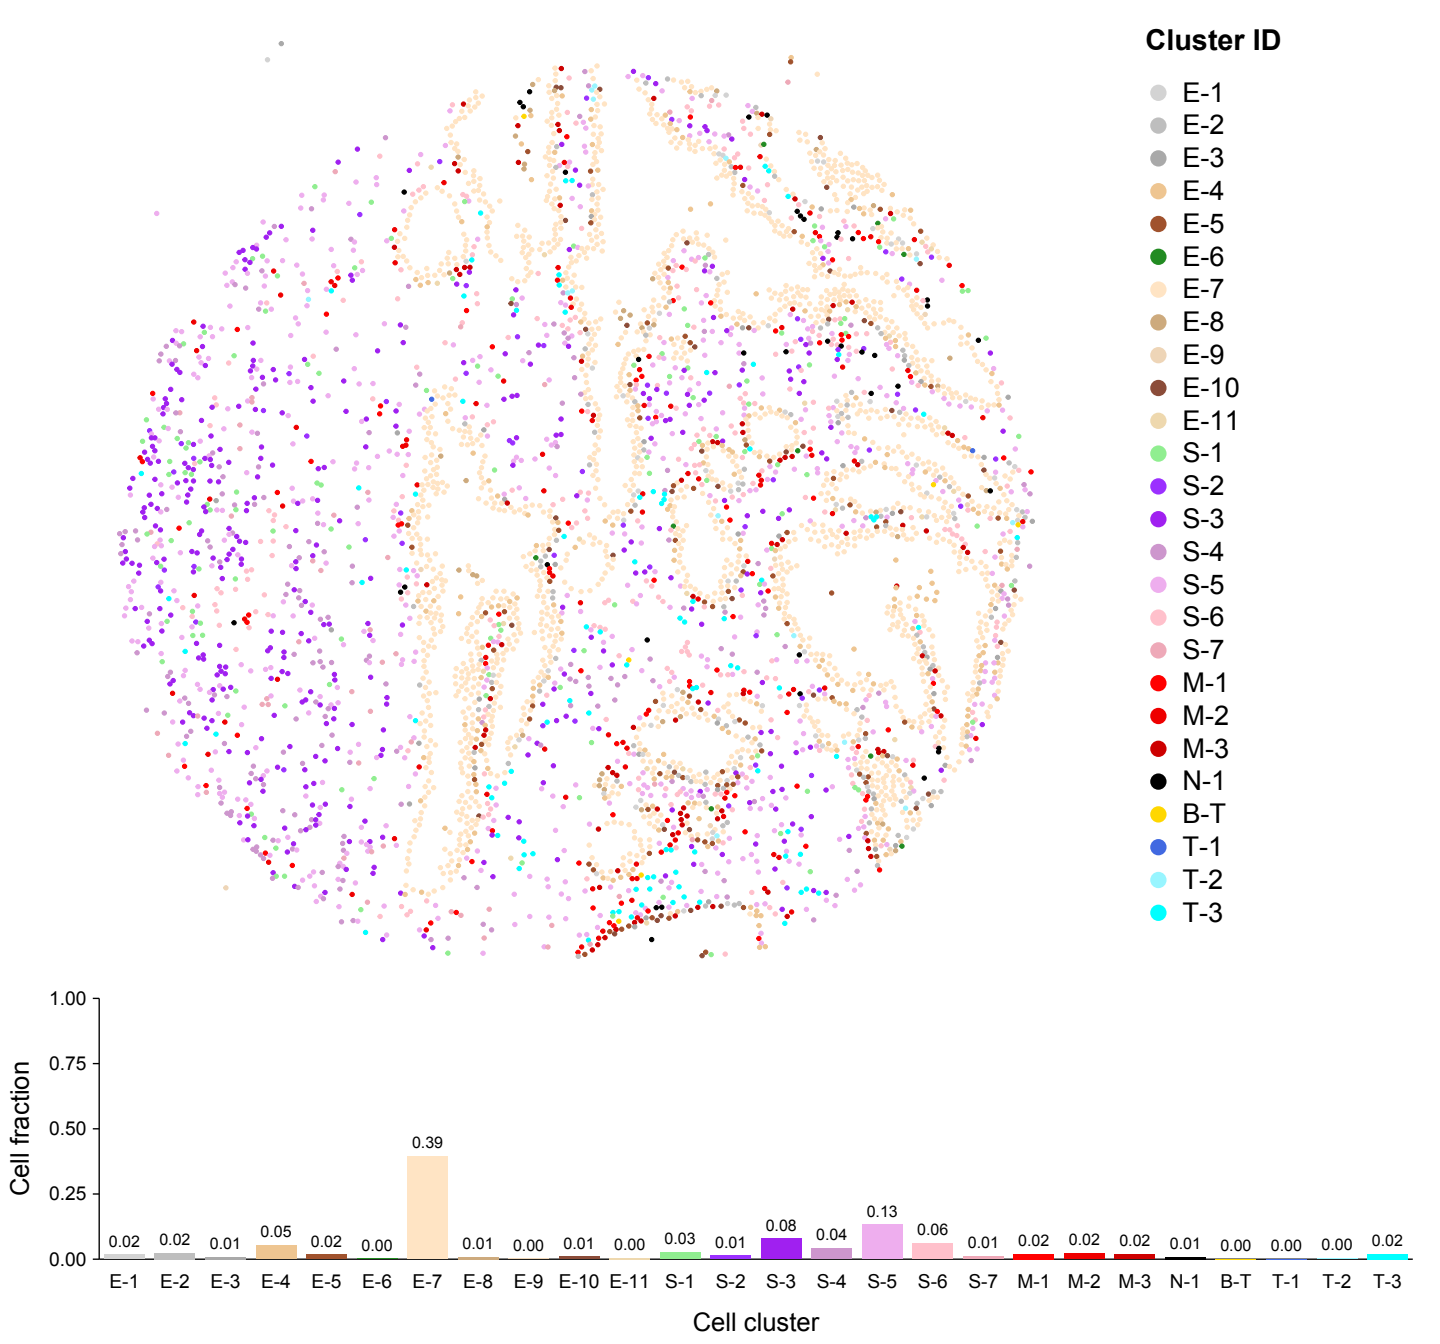 Cluster ID
E-1
E-2
E-3
E-4
E-5
E-6
E-7
E-8
E-9
E-10
E-11
S-1
S-2
S-3
S-4
S-5
S-6
S-7
M-1
M-2
M-3
N-1
B-T
T-1
T-2
T-3
1.00
0.75
0.50
0.25
0.00
Cell fraction
0.02 0.02 0.01 0.05 0.02 0.00 0.39 0.01 0.00 0.01 0.00 0.03 0.01 0.08 0.04 0.13 0.06 0.01 0.02 0.02 0.02 0.01 0.00 0.00 0.00 0.02
E-1 E-2 E-3 E-4 E-5 E-6 E-7 E-8 E-9 E-10 E-11 S-1 S-2 S-3 S-4 S-5 S-6 S-7 M-1 M-2 M-3 N-1 B-T T-1 T-2 T-3
Cell cluster